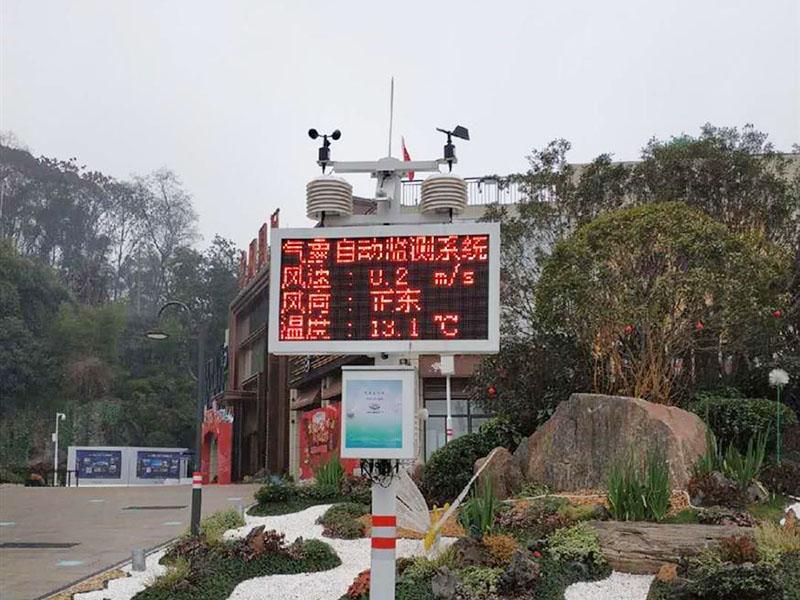 气象自动监测系统
风速：0.2 m/s
风向：正东
温度：13.1 ℃